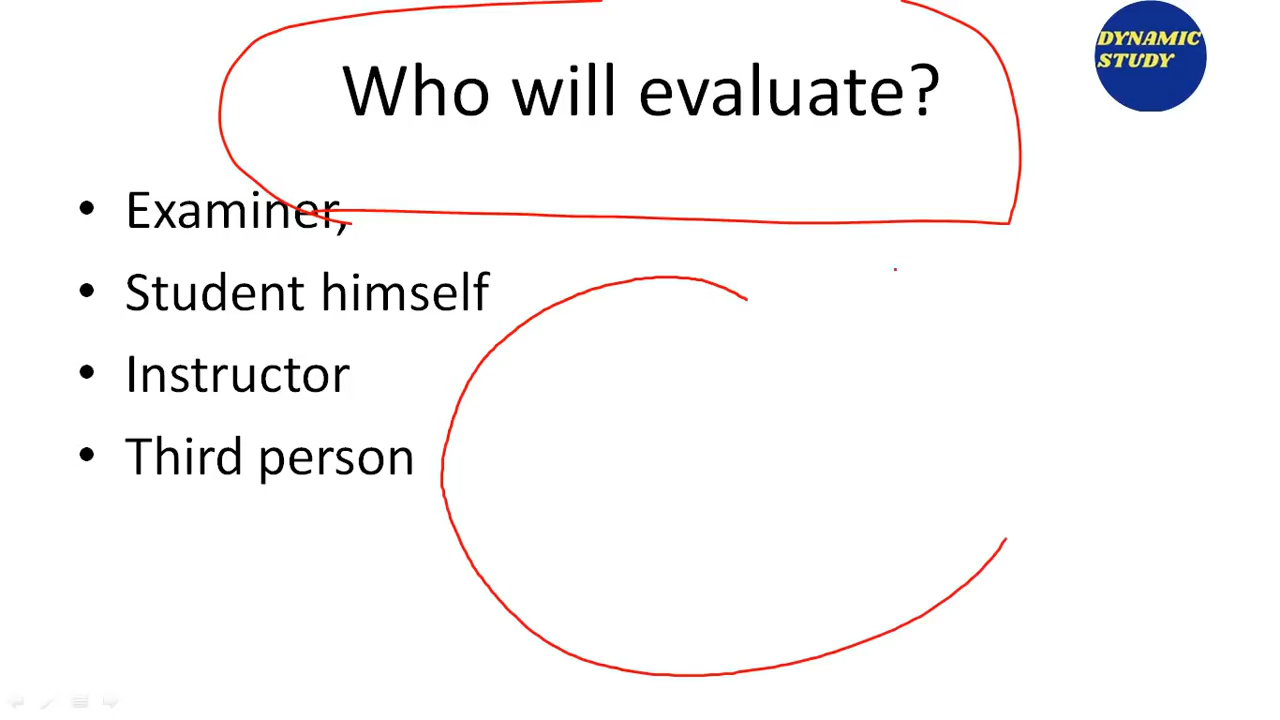 DYNAMIC
STUDY
Who will evaluate?
• Examiner,
• Student himself
• Instructor
• Third person